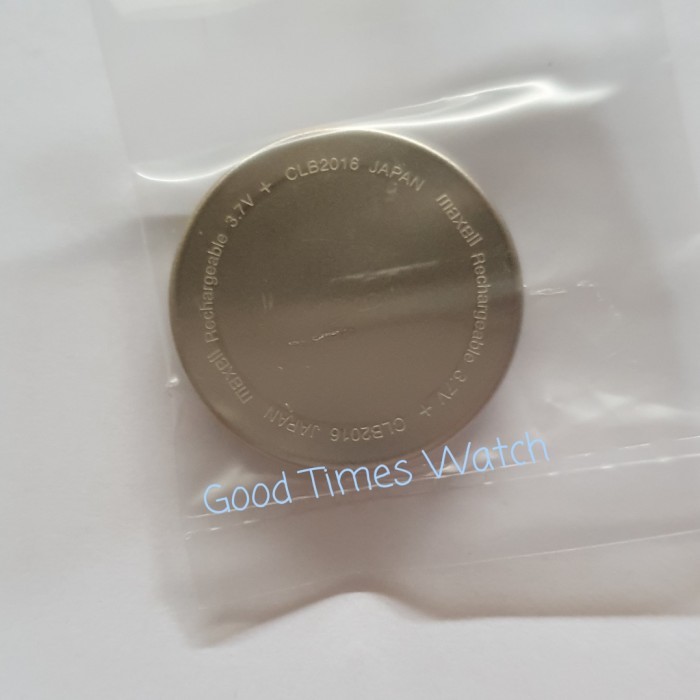 CLB2016 JAPAN maxell Rechargeable 3.7V +
CLB2016 JAPAN maxell Rechargeable 3.7V +
Good Times Watch